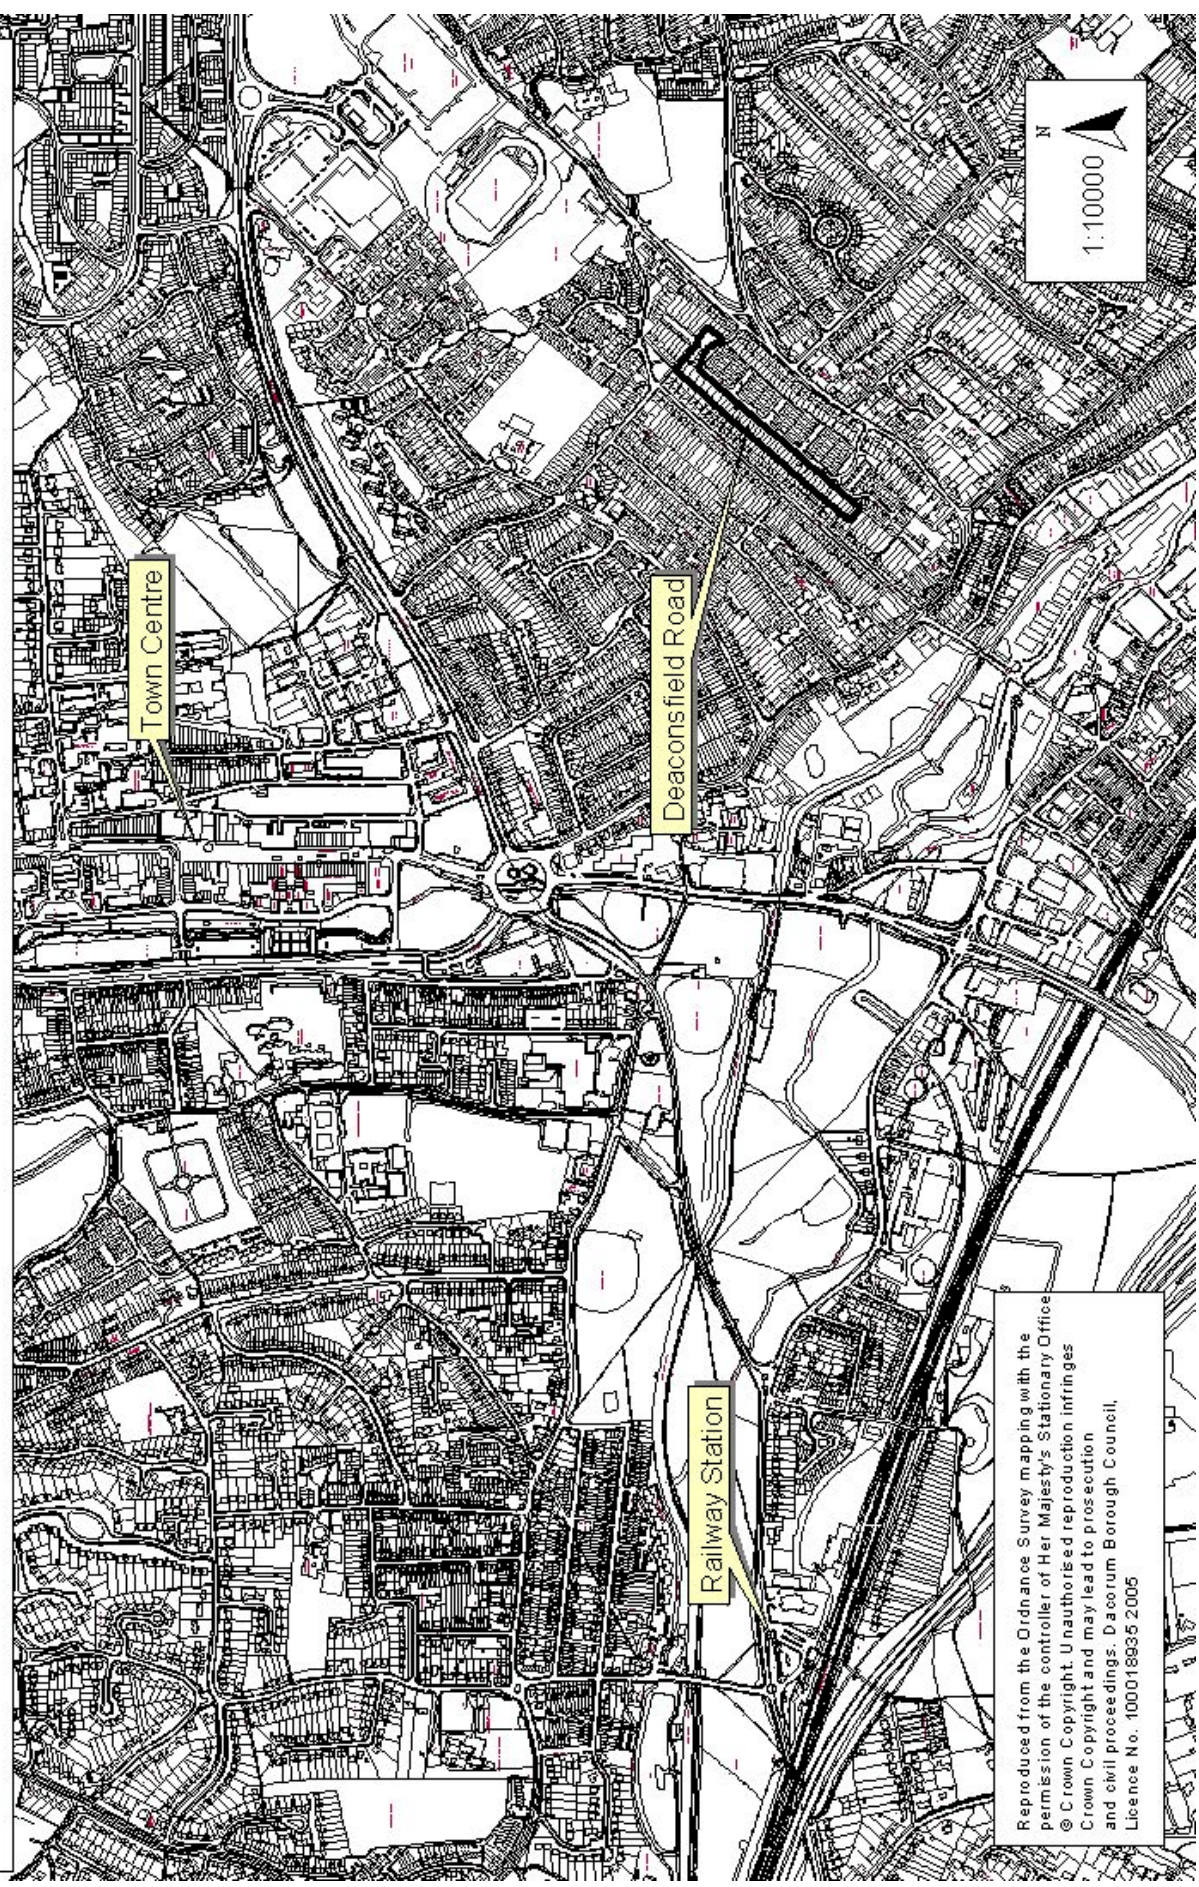 Town Centre
Deaconsfield Road
Railway Station
N
1:10000
Reproduced from the Ordnance Survey mapping with the
permission of the controller of Her Majesty's Stationary Office
© Crown Copyright. Unauthorised reproduction infringes
Crown Copyright and may lead to prosecution
and civil proceedings. Dacorum Borough Council,
Licence No. 100018935 2005